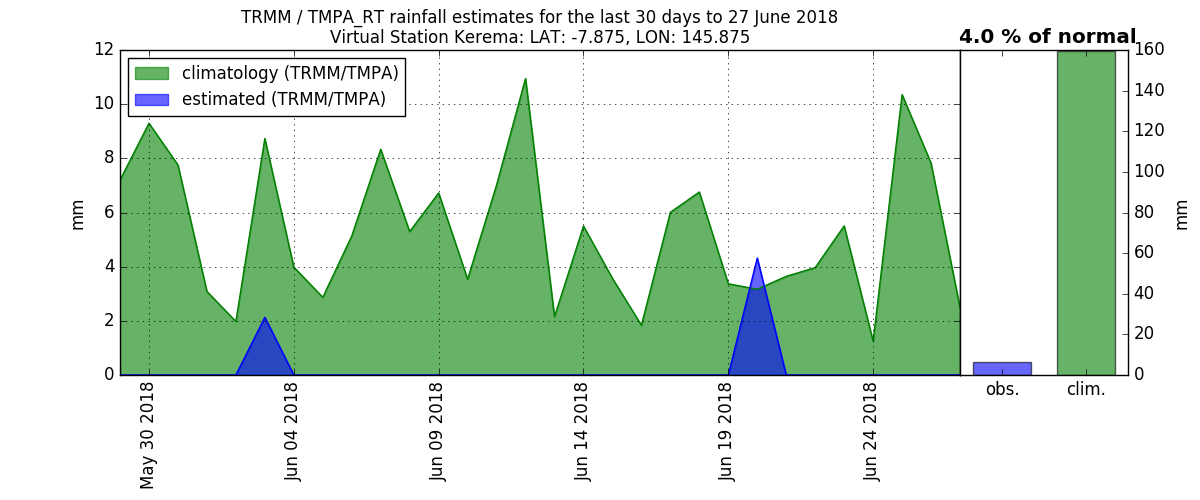 TRMM / TMPA_RT rainfall estimates for the last 30 days to 27 June 2018
Virtual Station Kerema: LAT: -7.875, LON: 145.875
4.0 % of normal
climatology (TRMM/TMPA)
estimated (TRMM/TMPA)
12
10
8
6
4
2
0
mm
May 30 2018
Jun 04 2018
Jun 09 2018
Jun 14 2018
Jun 19 2018
Jun 24 2018
160
140
120
100
80
60
40
20
0
mm
obs.
clim.